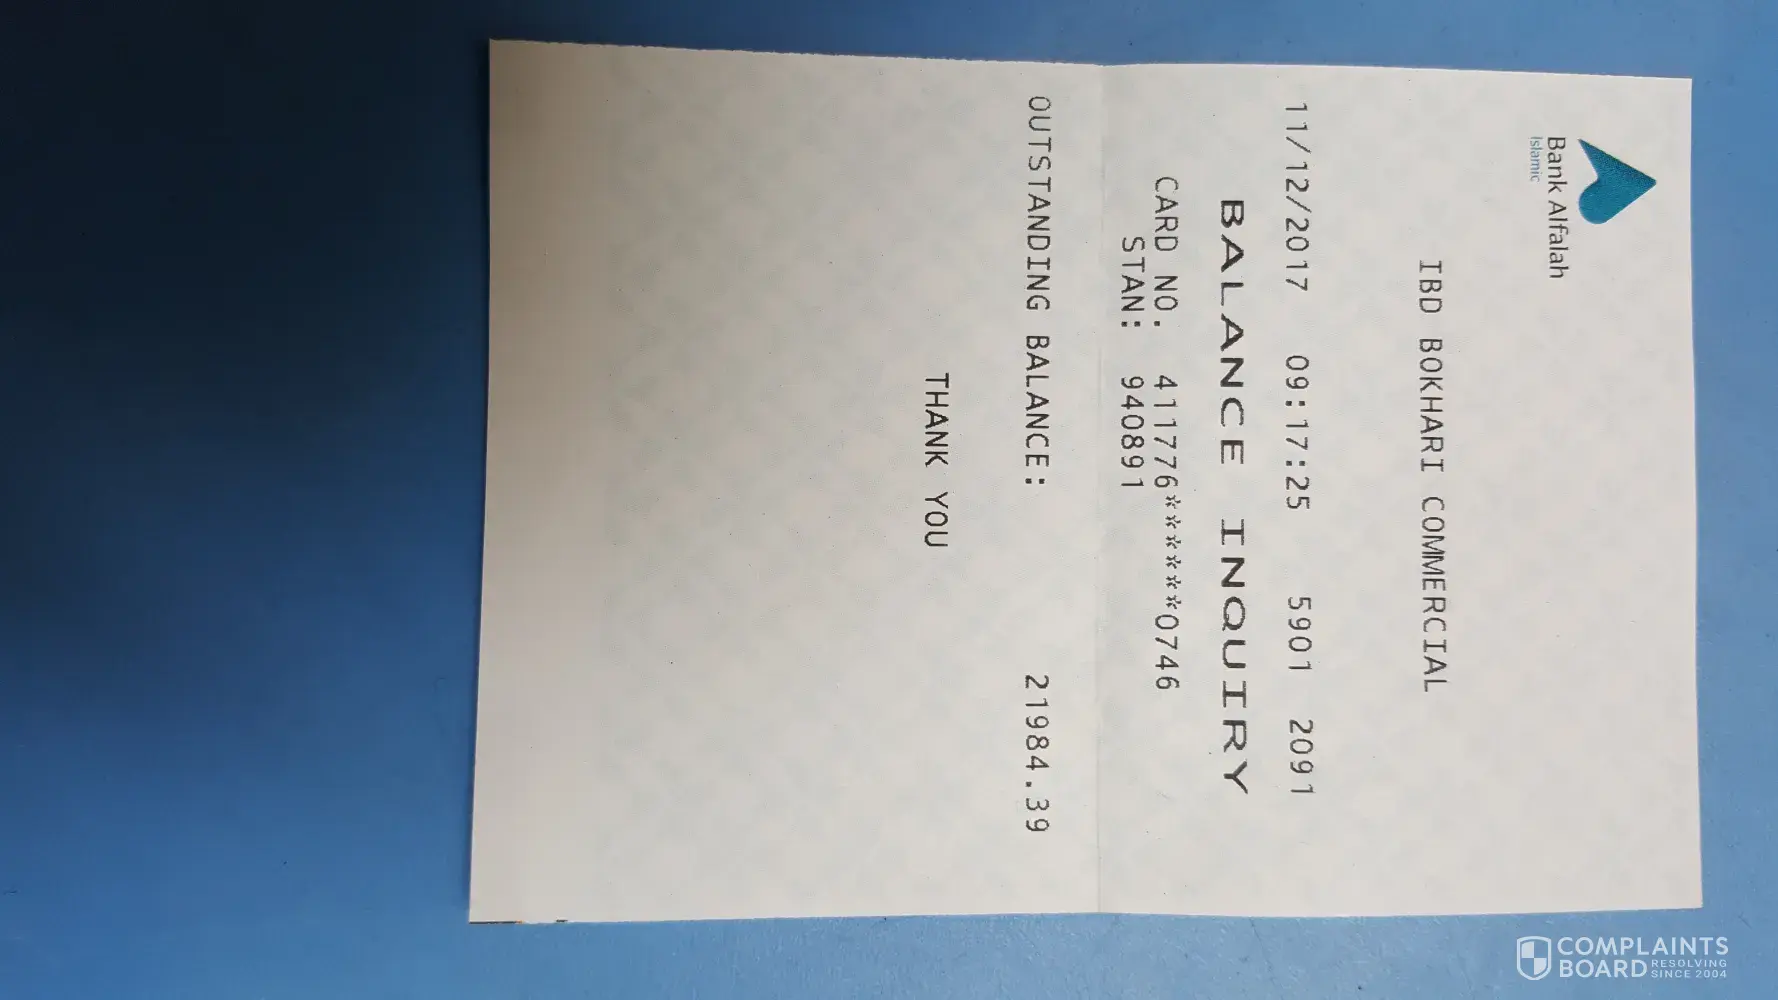 Bank Alfalah
Islamic
IBD BOKHARI COMMERCIAL
11/12/2017 09:17:25 5901 2091
BALANCE INQUIRY
CARD NO. 411776******0746
STAN: 940891
OUTSTANDING BALANCE: 21984.39
THANK YOU
COMPLAINTS
BOARD RESOLVING
SINCE 2004